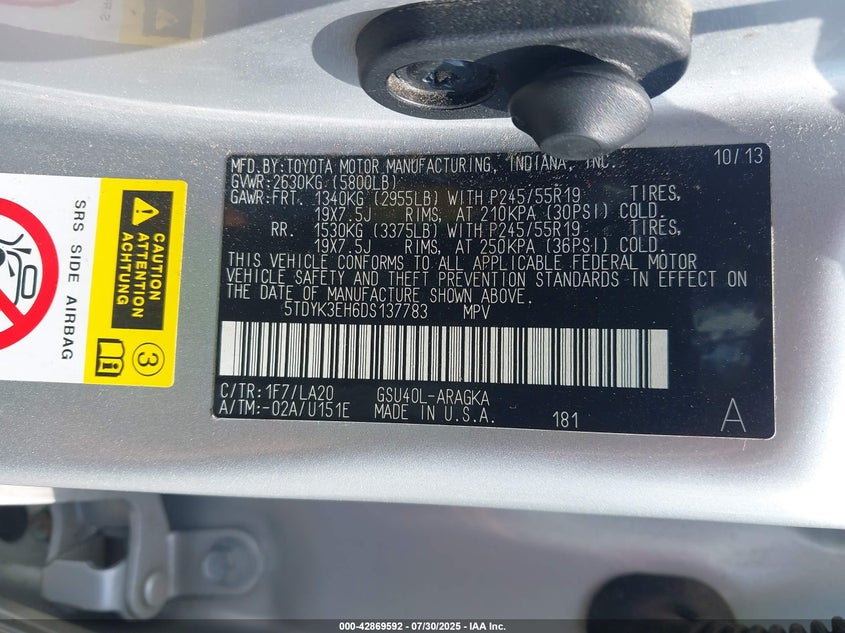 MFD.BY:TOYOTA MOTOR MANUFACTURING, INDIANA, INC. 10/13
GVWR:2630KG (5800LB)
GAWR:FRT. 1340KG (2955LB) WITH P245/55R19 TIRES,
19X7.5J RIMS, AT 210KPA (30PSI) COLD.
RR. 1530KG (3375LB) WITH P245/55R19 TIRES,
19X7.5J RIMS, AT 250KPA (36PSI) COLD.
THIS VEHICLE CONFORMS TO ALL APPLICABLE FEDERAL MOTOR
VEHICLE SAFETY AND THEFT PREVENTION STANDARDS IN EFFECT ON
THE DATE OF MANUFACTURE SHOWN ABOVE.
5TDYK3EH6DS137783 MPV
C/TR:1F7/LA20 GSU40L-ARAGKA
A/TM:-02A/U151E MADE IN U.S.A. 181 A
SRS SIDE AIRBAG
CAUTION
ATTENTION
ACHTUNG
3
000-42869592 / 07/30/2025 - IAA Inc.